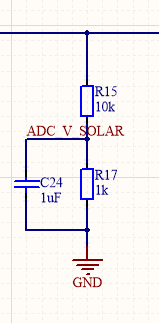 R15
10k
ADC_V_SOLAR
R17
1k
C24
1uF
GND